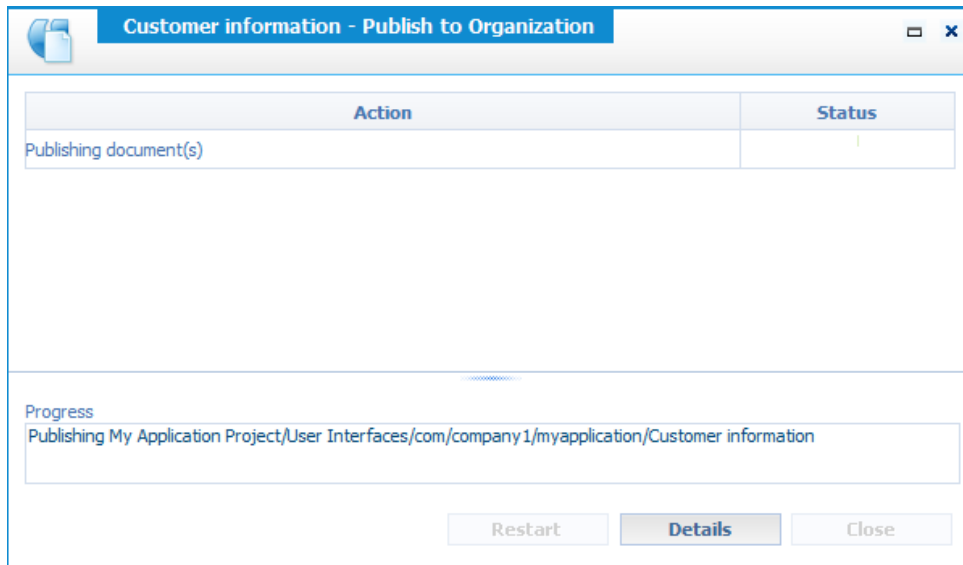 Customer information - Publish to Organization
Action Status
Publishing document(s)
Progress
Publishing My Application Project/User Interfaces/com/company1/myapplication/Customer information
Restart Details Close